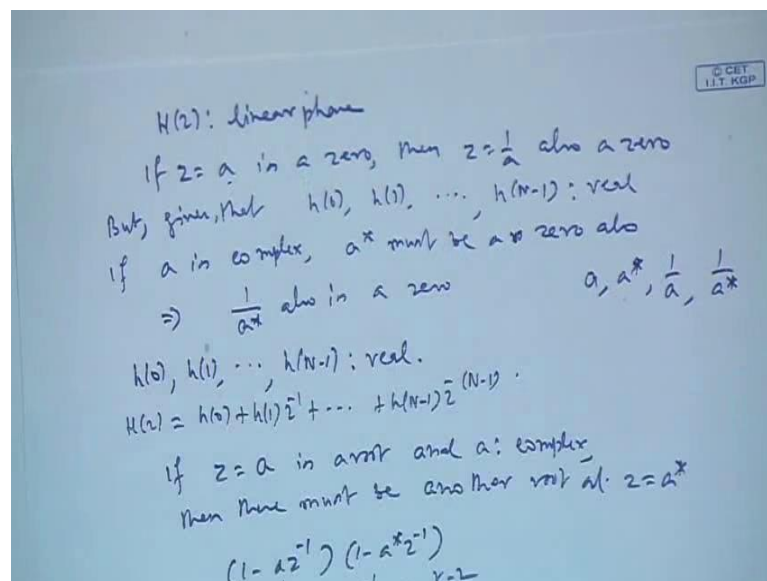 © CET
I.I.T. KGP
H(z): linear phase
If z = a is a zero, then z = 1/a also a zero
But, given, that h(0), h(1), ..., h(N-1): real
If a is complex, a* must be a zero also
⇒ 1/a* also is a zero a, a*, 1/a, 1/a*
h(0), h(1), ..., h(N-1): real.
H(z) = h(0) + h(1) z^-1 + ... + h(N-1) z^-(N-1).
If z = a is a root and a: complex,
then there must be another root at z = a*
(1 - a z^-1) (1 - a* z^-1)